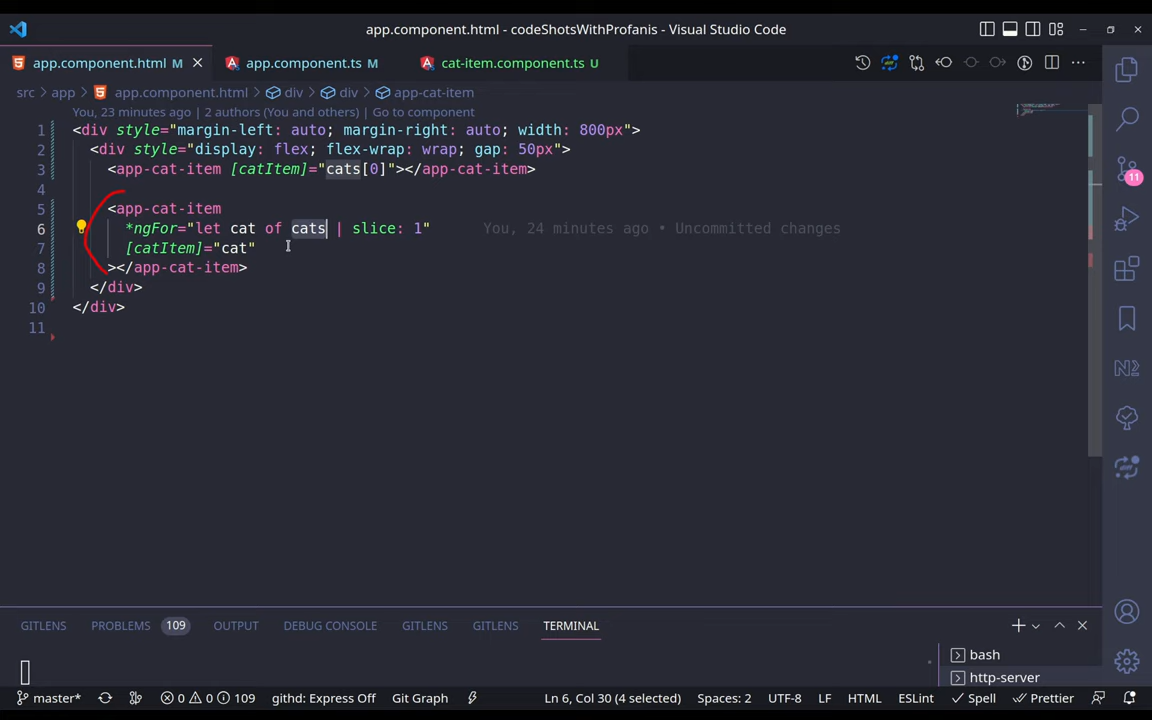 app.component.html - codeShotsWithProfanis - Visual Studio Code
app.component.html M
app.component.ts M
cat-item.component.ts U
src > app > app.component.html > div > div > app-cat-item
You, 23 minutes ago | 2 authors (You and others) | Go to component
1 <div style="margin-left: auto; margin-right: auto; width: 800px">
2 <div style="display: flex; flex-wrap: wrap; gap: 50px">
3 <app-cat-item [catItem]="cats[0]"></app-cat-item>
4
5 <app-cat-item
6 *ngFor="let cat of cats | slice: 1" You, 24 minutes ago • Uncommitted changes
7 [catItem]="cat"
8 ></app-cat-item>
9 </div>
10 </div>
11
11
GITLENS PROBLEMS 109 OUTPUT DEBUG CONSOLE GITLENS GITLENS TERMINAL
bash
http-server
master* 0 0 109 githd: Express Off Git Graph Ln 6, Col 30 (4 selected) Spaces: 2 UTF-8 LF HTML ESLint Spell Prettier